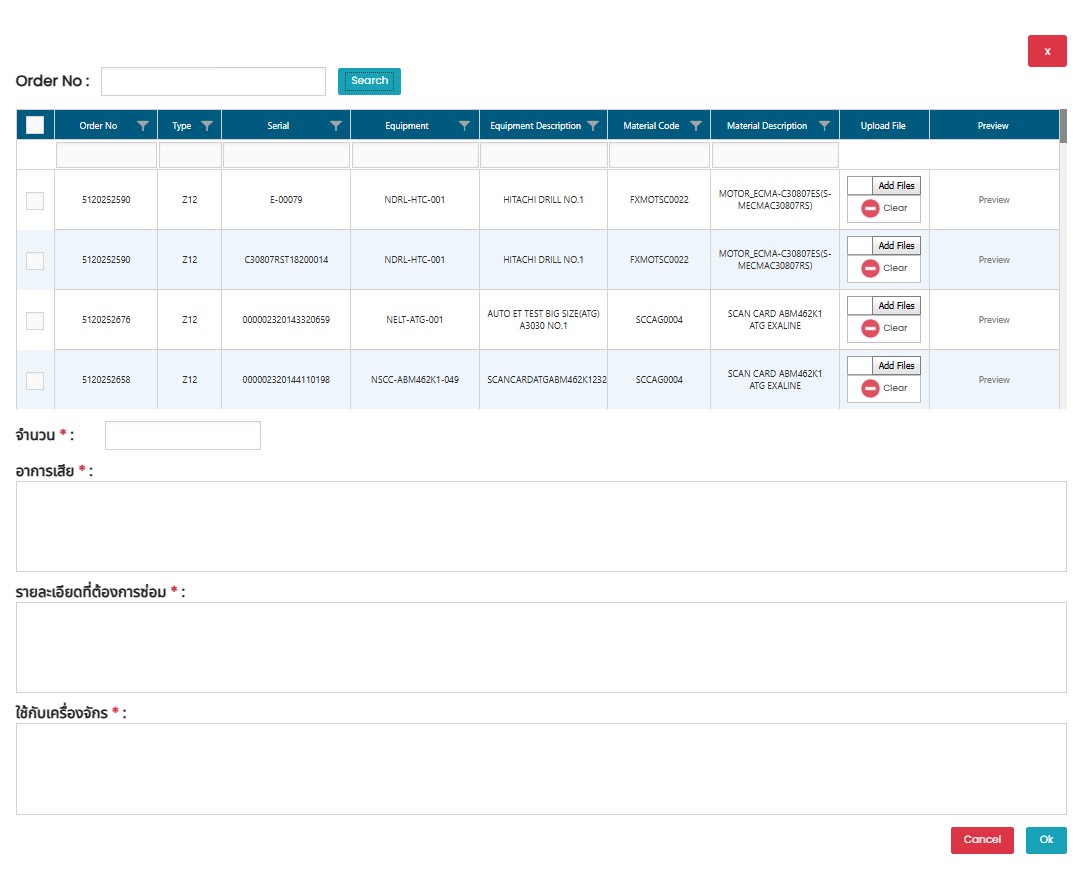 x
Order No :
Search
Order No Type Serial Equipment Equipment Description Material Code Material Description Upload File Preview
5120252590 Z12 E-00079 NDRL-HTC-001 HITACHI DRILL NO.1 FXMOTSC0022 MOTOR_ECMA-C30807ES(S-
MECMAC30807RS) Add Files
Clear Preview
5120252590 Z12 C30807RST18200014 NDRL-HTC-001 HITACHI DRILL NO.1 FXMOTSC0022 MOTOR_ECMA-C30807ES(S-
MECMAC30807RS) Add Files
Clear Preview
5120252676 Z12 000002320143320659 NELT-ATG-001 AUTO ET TEST BIG SIZE(ATG)
A3030 NO.1 SCCAG0004 SCAN CARD ABM462K1
ATG EXALINE Add Files
Clear Preview
5120252658 Z12 000002320144110198 NSCC-ABM462K1-049 SCANCARDATGABM462K1232 SCCAG0004 SCAN CARD ABM462K1
ATG EXALINE Add Files
Clear Preview
จำนวน * :
อาการเสีย * :
รายละเอียดที่ต้องการซ่อม * :
ใช้กับเครื่องจักร * :
Cancel Ok